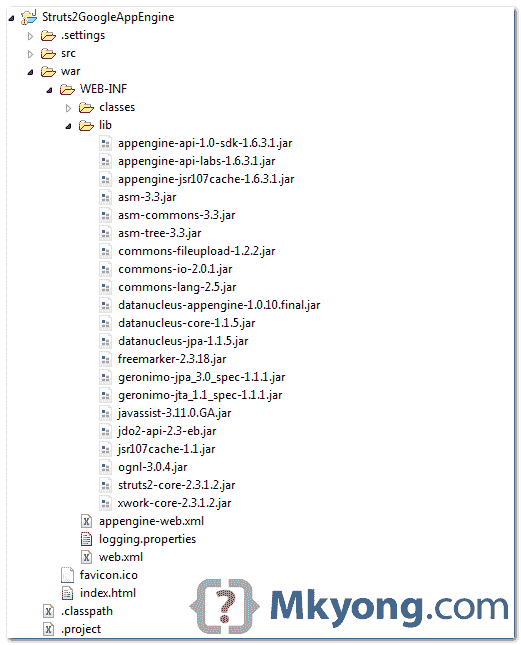 Struts2GoogleAppEngine
.settings
src
war
WEB-INF
classes
lib
appengine-api-1.0-sdk-1.6.3.1.jar
appengine-api-labs-1.6.3.1.jar
appengine-jsr107cache-1.6.3.1.jar
asm-3.3.jar
asm-commons-3.3.jar
asm-tree-3.3.jar
commons-fileupload-1.2.2.jar
commons-io-2.0.1.jar
commons-lang-2.5.jar
datanucleus-appengine-1.0.10.final.jar
datanucleus-core-1.1.5.jar
datanucleus-jpa-1.1.5.jar
freemarker-2.3.18.jar
geronimo-jpa_3.0_spec-1.1.1.jar
geronimo-jta_1.1_spec-1.1.1.jar
javassist-3.11.0.GA.jar
jdo2-api-2.3-eb.jar
jsr107cache-1.1.jar
ognl-3.0.4.jar
struts2-core-2.3.1.2.jar
xwork-core-2.3.1.2.jar
appengine-web.xml
logging.properties
web.xml
favicon.ico
index.html
.classpath
.project
{?} Mkyong.com